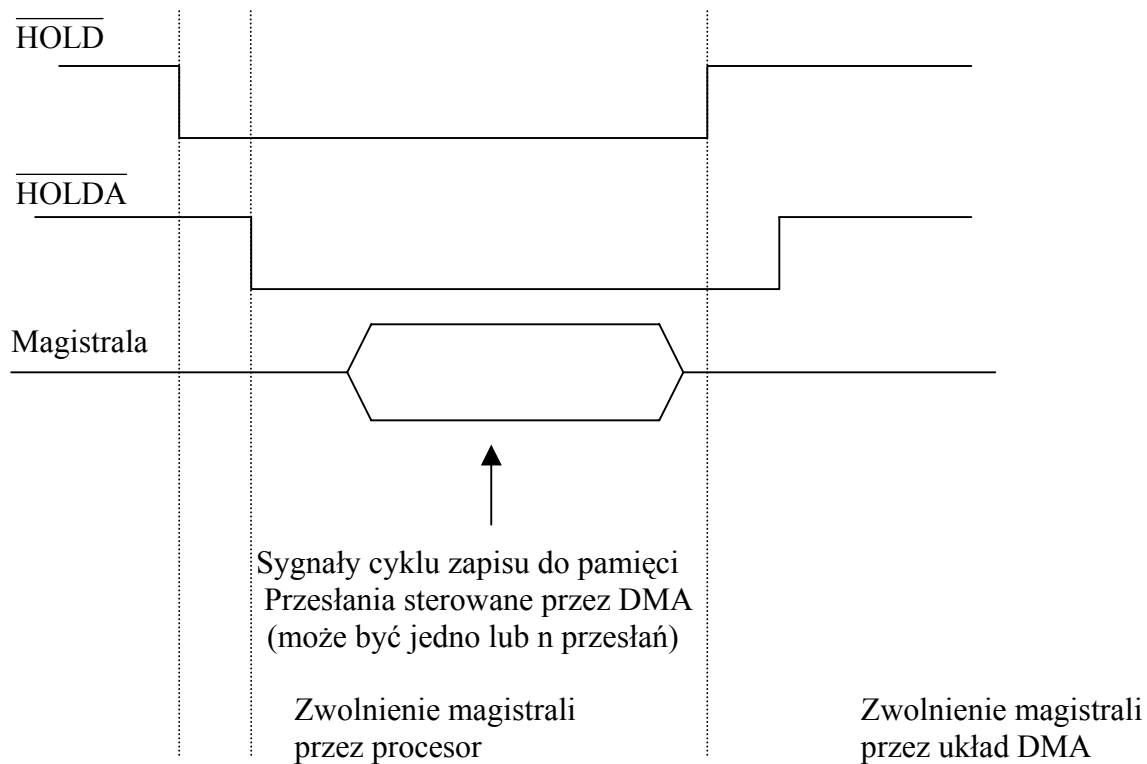 HOLD
HOLDA
Magistrala
Sygnały cyklu zapisu do pamięci
Przesłania sterowane przez DMA
(może być jedno lub n przesłań)
Zwolnienie magistrali
przez procesor
Zwolnienie magistrali
przez układ DMA